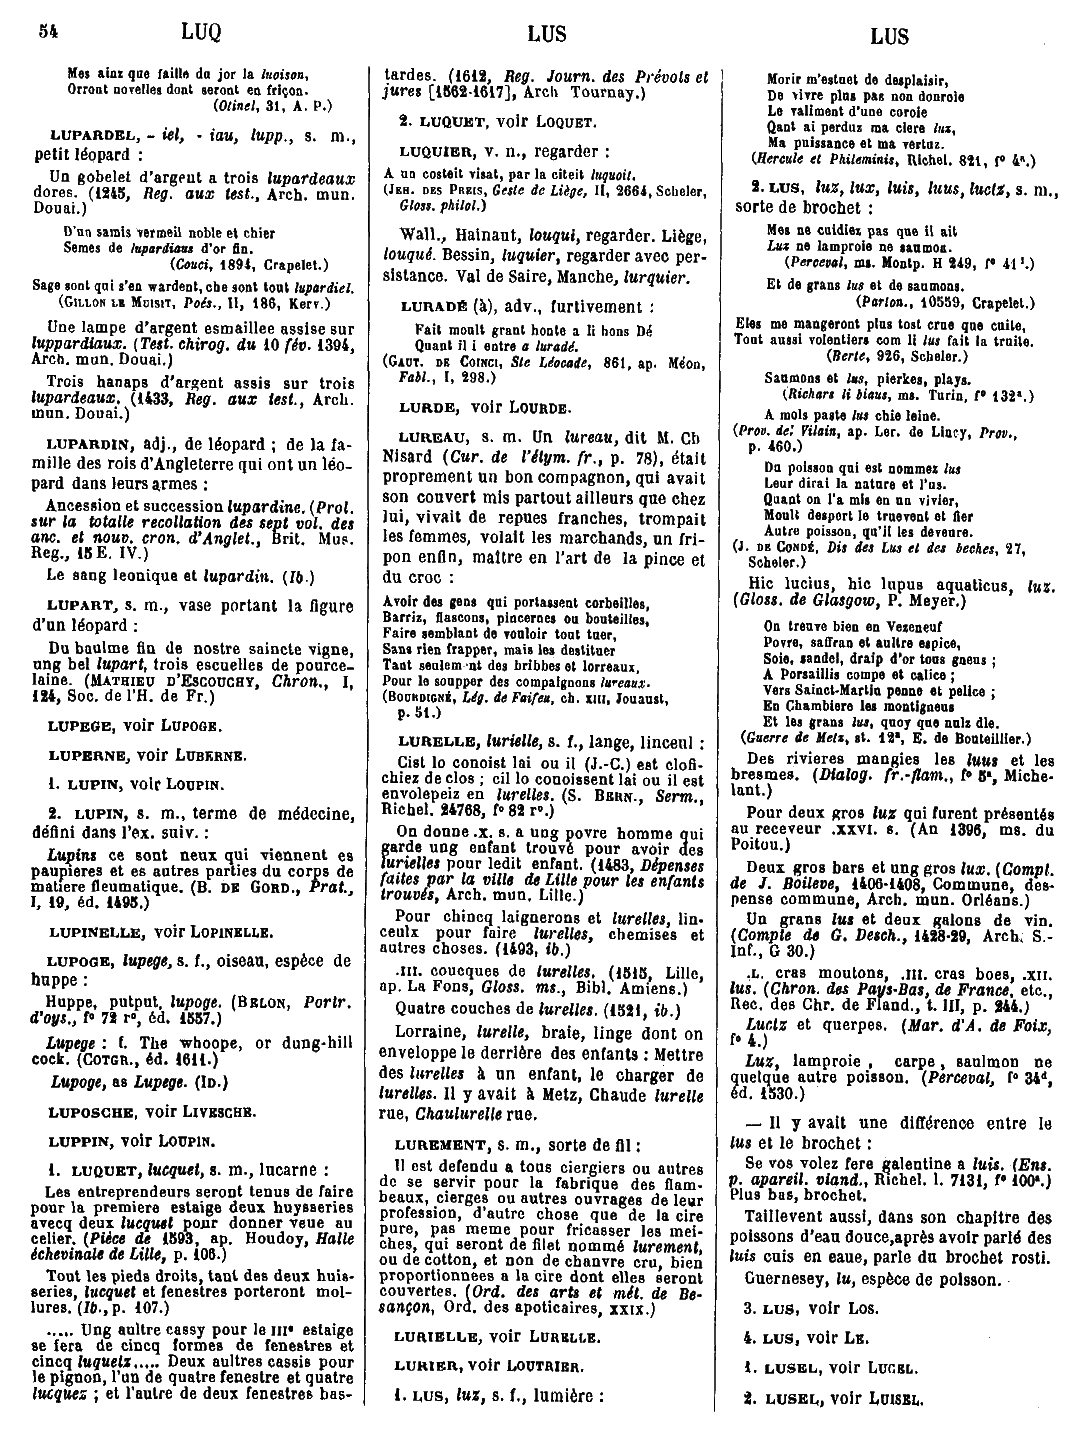 54 LUQ LUS LUS
Mes ainz que faille du jor la luoison,
Orront novelles dont seront en friçon.
(Otinel, 31, A. P.)
LUPARDEL, - iel, - iau, lupp., s. m.,
petit léopard :
Un gobelet d'argent a trois lupardeaux
dores. (1245, Reg. aux test., Arch. mun.
Douai.)
D'un samis vermeil noble et chier
Semes de lupardiaus d'or fin.
(Couci, 1894, Crapelet.)
Sage sont qui s'en wardent, che sont tout lupardiel.
(GILLON LE MUISIT, Poés., II, 186, Kerv.)
Une lampe d'argent esmaillee assise sur
luppardiaux. (Test. chirog. du 10 fév. 1394,
Arch. mun. Douai.)
Trois hanaps d'argent assis sur trois
lupardeaux. (1433, Reg. aux test., Arch.
mun. Douai.)
LUPARDIN, adj., de léopard ; de la fa-
mille des rois d'Angleterre qui ont un léo-
pard dans leurs armes :
Ancession et succession lupardine. (Prol.
sur la totalle recollation des sept vol. des
anc. et nouv. cron. d'Anglet., Brit. Mus.
Reg., 15 E. IV.)
Le sang leonique et lupardin. (Ib.)
LUPART, s. m., vase portant la figure
d'un léopard :
Du baulme fin de nostre saincte vigne,
ung bel lupart, trois escuelles de pource-
laine. (MATHIEU D'ESCOUCHY, Chron., I,
124, Soc. de l'H. de Fr.)
LUPEGE, voir LUPOGE.
LUPERNE, voir LUBERNE.
1. LUPIN, voir LOUPIN.
2. LUPIN, s. m., terme de médecine,
défini dans l'ex. suiv. :
Lupins ce sont neux qui viennent es
paupieres et es autres parties du corps de
matiere fleumatique. (B. DE GORD., Prat.,
I, 19, éd. 1495.)
LUPINELLE, voir LOPINELLE.
LUPOGE, lupege, s. f., oiseau, espèce de
huppe :
Huppe, putput, lupoge. (BELON, Portr.
d'oys., f° 72 r°, éd. 1557.)
Lupege : f. The whoope, or dung-hill
cock. (COTGR., éd. 1611.)
Lupoge, as Lupege. (ID.)
LUPOSCHE, voir LIVESCHE.
LUPPIN, voir LOUPIN.
1. LUQUET, lucquet, s. m., lucarne :
Les entrepreneurs seront tenus de faire
pour la premiere estaige deux huysseries
avecq deux lucquet pour donner veue au
celier. (Pièce de 1593, ap. Houdoy, Halle
échevinale de Lille, p. 106.)
Tout les pieds droits, tant des deux huis-
series, lucquet et fenestres porteront mol-
lures. (Ib., p. 107.)
..... Ung aultre cassy pour le IIIe estaige
se fera de cincq formes de fenestres et
cincq luquetz..... Deux aultres cassis pour
le pignon, l'un de quatre fenestre et quatre
lucquez ; et l'autre de deux fenestres bas-
tardes. (1612, Reg. Journ. des Prévots et
jures [1562-1617], Arch Tournay.)
2. LUQUET, voir LOQUET.
LUQUIER, v. n., regarder :
A un costeit visat, par la citeit luquoit.
(JEH. DES PREIS, Geste de Liège, II, 2664, Scheler,
Gloss. philol.)
Wall., Hainaut, louqui, regarder. Liège,
louqué. Bessin, luquier, regarder avec per-
sistance. Val de Saire, Manche, lurquier.
LURADÉ (à), adv., furtivement :
Fait moult grant honte a li hons Dé
Quant il i entre a luradé.
(GAUT. DE COINCI, Ste Léocade, 861, ap. Méon,
Fabl., I, 298.)
LURDE, voir LOURDE.
LUREAU, s. m. Un lureau, dit M. Ch
Nisard (Cur. de l'étym. fr., p. 78), était
proprement un bon compagnon, qui avait
son couvert mis partout ailleurs que chez
lui, vivait de repues franches, trompait
les femmes, volait les marchands, un fri-
pon enfin, maître en l'art de la pince et
du croc :
Avoir des gens qui portassent corbeilles,
Barriz, flascons, pincernes ou bouteilles,
Faire semblant de vouloir tout tuer,
Sans rien frapper, mais les destituer
Tant seulem nt des bribbes et lorreaux,
Pour le soupper des compaignons lureaux.
(BOURDIGNÉ, Lég. de Faifeu, ch. XIII, Jouaust,
p. 51.)
LURELLE, lurielle, s. f., lange, linceul :
Cist lo conoist lai ou il (J.-C.) est clofi-
chiez de clos ; cil lo conoissent lai ou il est
envolepeiz en lurelles. (S. BERN., Serm.,
Richel. 24768, f° 82 r°.)
On donne .x. s. a ung povre homme qui
garde ung enfant trouvé pour avoir des
lurielles pour ledit enfant. (1483, Dépenses
faites par la ville de Lille pour les enfants
trouvés, Arch. mun. Lille.)
Pour chincq laignerons et lurelles, lin-
ceulx pour faire lurelles, chemises et
autres choses. (1493, ib.)
.III. coucques de lurelles. (1515, Lille,
ap. La Fons, Gloss. ms., Bibl. Amiens.)
Quatre couches de lurelles. (1521, ib.)
Lorraine, lurelle, braie, linge dont on
enveloppe le derrière des enfants : Mettre
des lurelles à un enfant, le charger de
lurelles. Il y avait à Metz, Chaude lurelle
rue, Chaulurelle rue.
LUREMENT, s. m., sorte de fil :
Il est defendu a tous ciergiers ou autres
de se servir pour la fabrique des flam-
beaux, cierges ou autres ouvrages de leur
profession, d'autre chose que de la cire
pure, pas meme pour fricasser les mei-
ches, qui seront de filet nommé lurement,
ou de cotton, et non de chanvre cru, bien
proportionnees a la cire dont elles seront
couvertes. (Ord. des arts et mét. de Be-
sançon, Ord. des apoticaires, XXIX.)
LURIELLE, voir LURELLE.
LURIER, voir LOUTRIER.
1. LUS, luz, s. f., lumière :
Morir m'estuet de desplaisir,
De vivre plus pas non donroie
Le valiment d'une coroie
Qant ai perduz ma clere luz,
Ma puissance et ma vertuz.
(Hercule et Phileminis, Richel. 821, f° 4a.)
2. LUS, luz, lux, luis, luus, luctz, s. m.,
sorte de brochet :
Mes ne cuidiez pas que il ait
Luz ne lamproie ne saumon.
(Perceval, ms. Montp. H 249, f° 41f.)
Et de grans lus et de saumons.
(Parton., 10559, Crapelet.)
Eles me mangeront plus tost crue que cuite,
Tout aussi volentiers com li lus fait la truite.
(Berte, 926, Scheler.)
Saumons et lus, pierkes, plays.
(Richars li biaus, ms. Turin, f° 132a.)
A mols paste lus chie leine.
(Prov. del Vilain, ap. Ler. de Lincy, Prov.,
p. 460.)
Du poisson qui est nommez lus
Leur dirai la nature et l'us.
Quant on l'a mis en un vivier,
Moult desport le truevent et fier
Autre poisson, qu'il les deveure.
(J. DE CONDÉ, Dis des Lus et des beches, 27,
Scheler.)
Hic lucius, hic lupus aquaticus, luz.
(Gloss. de Glasgow, P. Meyer.)
On treuve bien en Vezeneuf
Povre, saffran et aultre espice,
Soie, sandel, draip d'or tous gneus ;
A Porsaillis compe et calice ;
Vers Sainct-Martin penne et pelice ;
En Chambiere les montigneus
Et les grans lus, quoy que nulz die.
(Guerre de Metz, st. 12a, E. de Bouteillier.)
Des rivieres mangies les luus et les
bresmes. (Dialog. fr.-flam., f° 5a, Miche-
lant.)
Pour deux gros luz qui furent présentés
au receveur .XXVI. s. (An 1396, ms. du
Poitou.)
Deux gros bars et ung gros lux. (Compt.
de J. Boileve, 1406-1408, Commune, des-
pense commune, Arch. mun. Orléans.)
Un grans lus et deux galons de vin.
(Compte de G. Desch., 1428-29, Arch. S.-
Inf., G 30.)
.L. cras moutons, .III. cras boes, .XII.
lus. (Chron. des Pays-Bas, de France, etc.,
Rec. des Chr. de Fland., t. III, p. 244.)
Luctz et querpes. (Mar. d'A. de Foix,
f° 4.)
Luz, lamproie , carpe , saulmon ne
quelque autre poisson. (Perceval, f° 34d,
éd. 1530.)
— Il y avait une différence entre le
lus et le brochet :
Se vos volez fere galentine a luis. (Ens.
p. apareil. viand., Richel. l. 7131, f° 100a.)
Plus bas, brochet.
Taillevent aussi, dans son chapitre des
poissons d'eau douce, après avoir parlé des
luis cuis en eaue, parle du brochet rosti.
Guernesey, lu, espèce de poisson.
3. LUS, voir LOS.
4. LUS, voir LE.
1. LUSEL, voir LUCEL.
2. LUSEL, voir LUISEL.